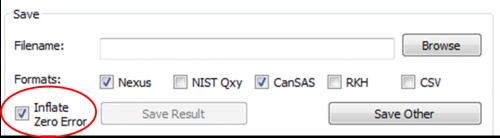 Save
Filename:
Browse
Formats:
Nexus
NIST Qxy
CanSAS
RKH
CSV
Inflate
Zero Error
Save Result
Save Other